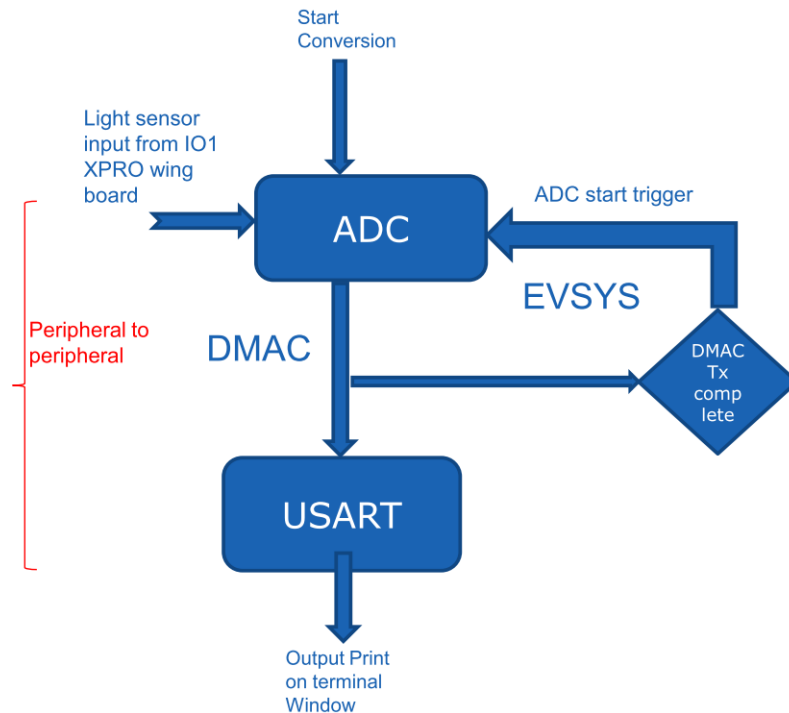 Start
Conversion
Light sensor
input from IO1
XPRO wing
board
ADC
ADC start trigger
EVSYS
Peripheral to
peripheral
DMAC
DMAC
Tx
comp
lete
USART
Output Print
on terminal
Window